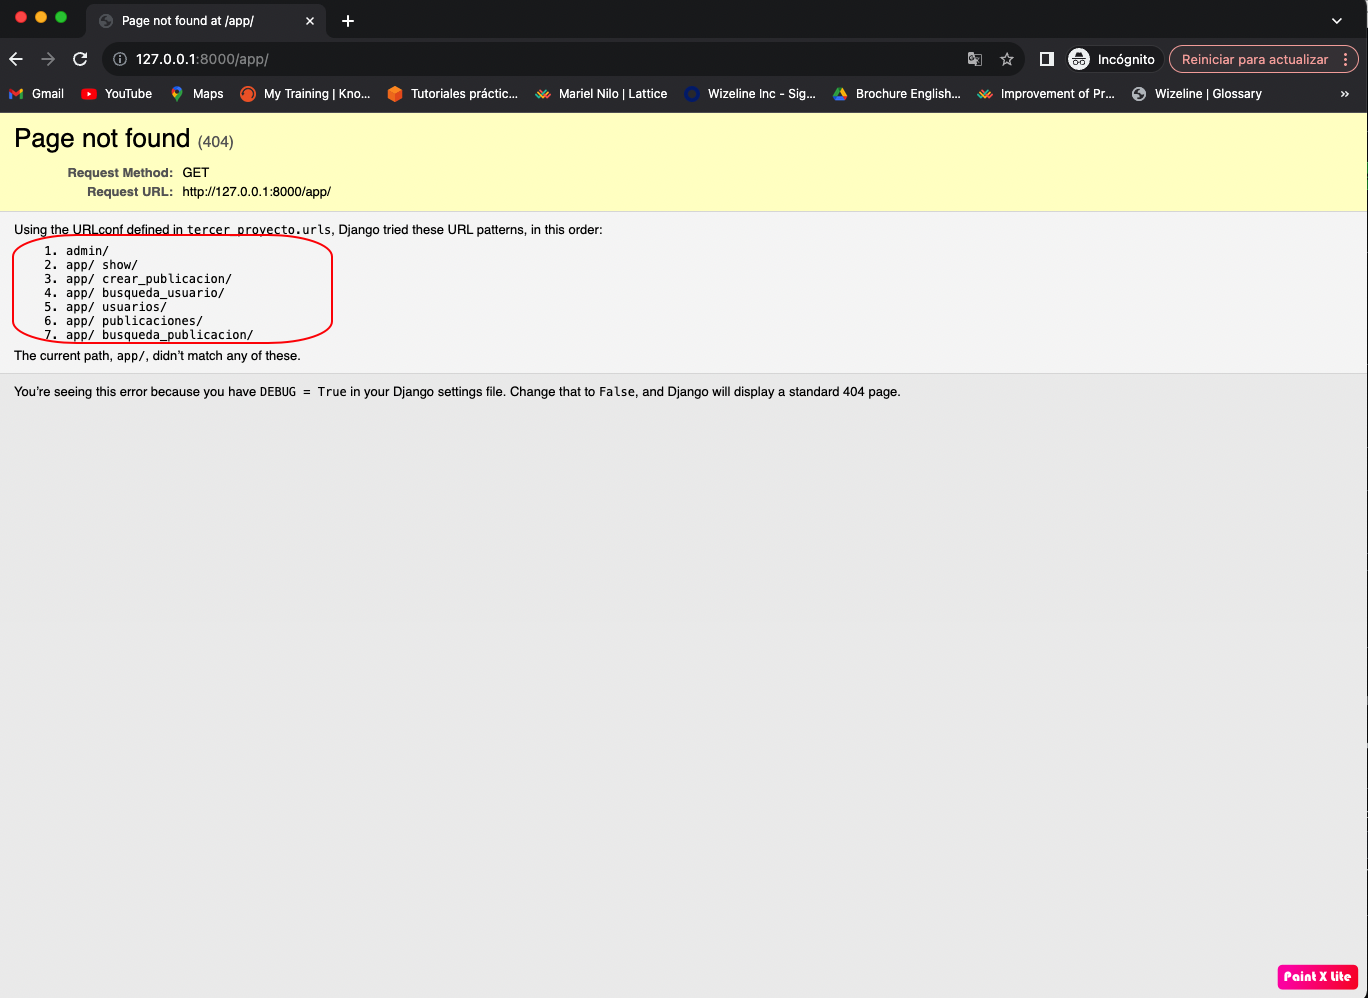 Page not found at /app/
127.0.0.1:8000/app/
Incógnito
Reiniciar para actualizar
Gmail
YouTube
Maps
My Training | Kno...
Tutoriales práctic...
Mariel Nilo | Lattice
Wizeline Inc - Sig...
Brochure English...
Improvement of Pr...
Wizeline | Glossary
Page not found (404)
Request Method: GET
Request URL: http://127.0.0.1:8000/app/
Using the URLconf defined in tercer_proyecto.urls, Django tried these URL patterns, in this order:
1. admin/
2. app/ show/
3. app/ crear_publicacion/
4. app/ busqueda_usuario/
5. app/ usuarios/
6. app/ publicaciones/
7. app/ busqueda_publicacion/
The current path, app/, didn’t match any of these.
You’re seeing this error because you have DEBUG = True in your Django settings file. Change that to False, and Django will display a standard 404 page.
Paint X Lite